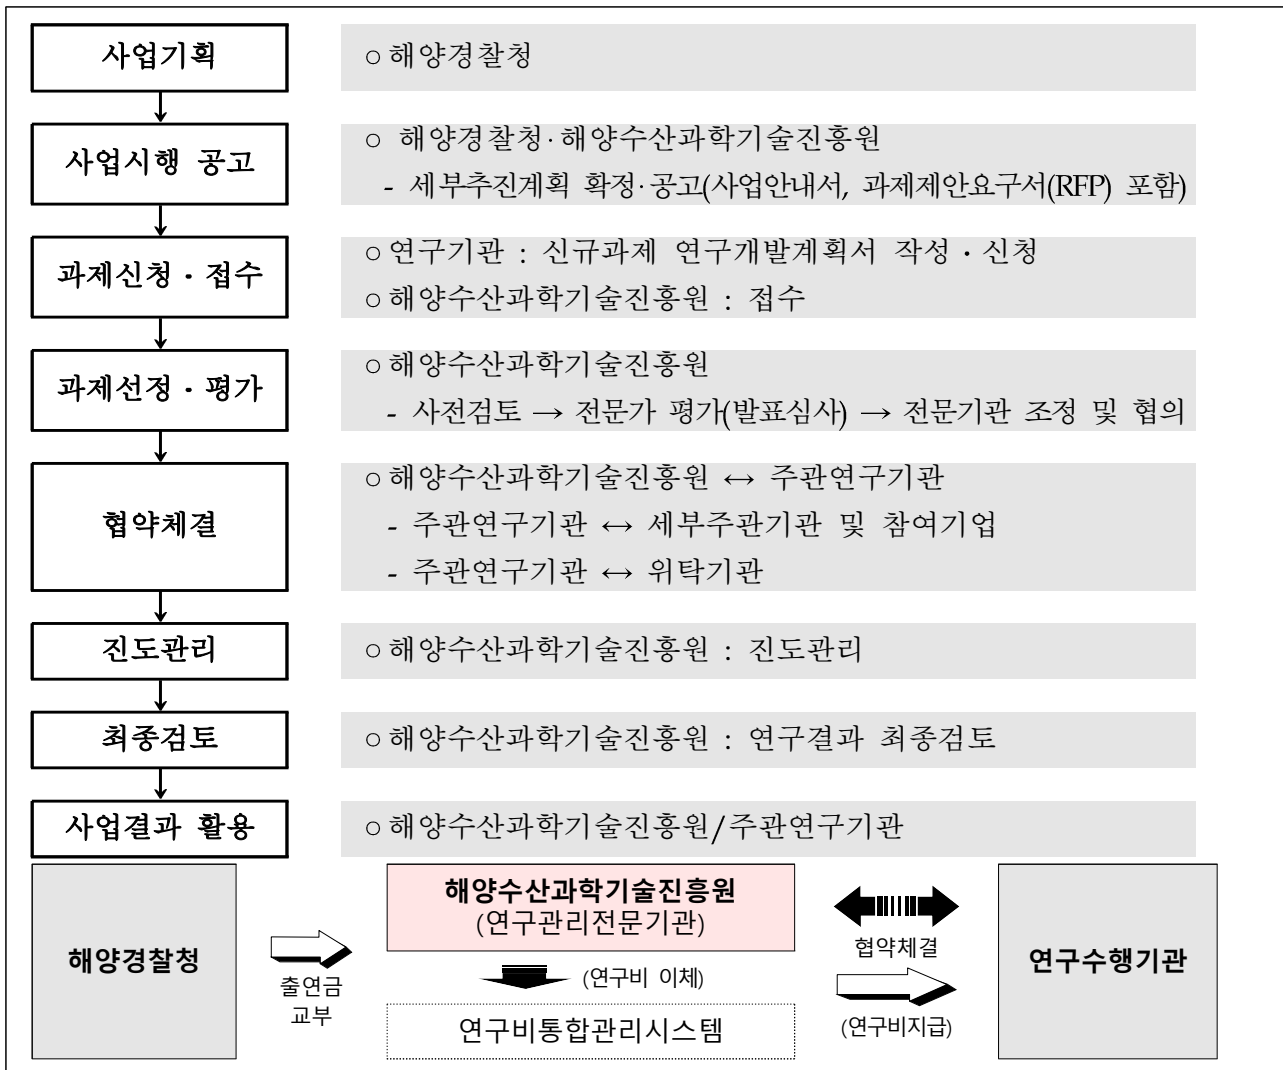 사업기획
○ 해양경찰청
사업시행 공고
○ 해양경찰청·해양수산과학기술진흥원
- 세부추진계획 확정·공고(사업안내서, 과제제안요구서(RFP) 포함)
과제신청 · 접수
○ 연구기관 : 신규과제 연구개발계획서 작성 · 신청
○ 해양수산과학기술진흥원 : 접수
과제선정 · 평가
○ 해양수산과학기술진흥원
- 사전검토 → 전문가 평가(발표심사) → 전문기관 조정 및 협의
협약체결
○ 해양수산과학기술진흥원 ↔ 주관연구기관
- 주관연구기관 ↔ 세부주관기관 및 참여기업
- 주관연구기관 ↔ 위탁기관
진도관리
○ 해양수산과학기술진흥원 : 진도관리
최종검토
○ 해양수산과학기술진흥원 : 연구결과 최종검토
사업결과 활용
○ 해양수산과학기술진흥원/주관연구기관
해양경찰청
출연금
교부
해양수산과학기술진흥원
(연구관리전문기관)
(연구비 이체)
연구비통합관리시스템
협약체결
(연구비지급)
연구수행기관